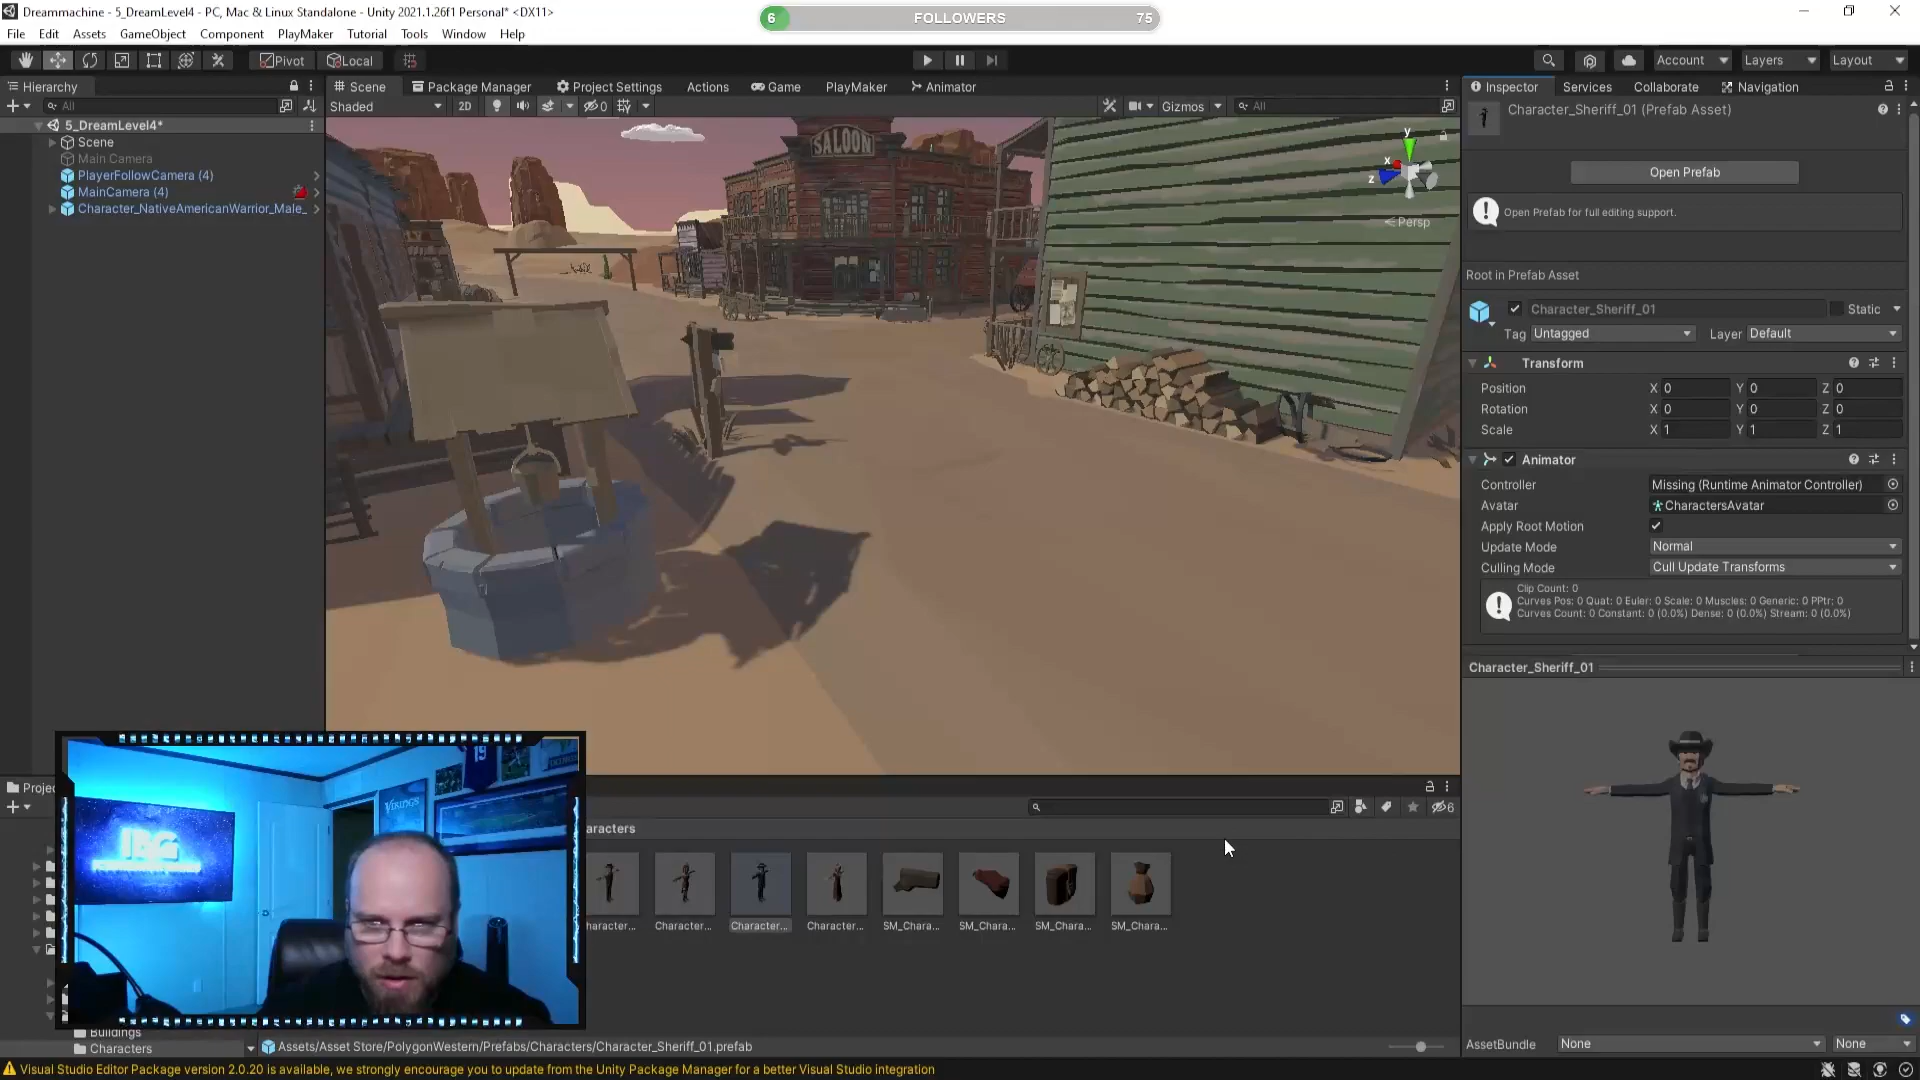 Dreammachine - 5_DreamLevel4 - PC, Mac & Linux Standalone - Unity 2021.1.26f1 Personal* <DX11>
6 FOLLOWERS 75
File Edit Assets GameObject Component PlayMaker Tutorial Tools Window Help
Pivot Local
Account Layers Layout
Hierarchy
Scene Package Manager Project Settings Actions Game PlayMaker Animator
Inspector Services Collaborate Navigation
All
Shaded 2D 0 Gizmos All
Character_Sheriff_01 (Prefab Asset)
5_DreamLevel4*
Scene
Main Camera
PlayerFollowCamera (4)
MainCamera (4)
Character_NativeAmericanWarrior_Male_
SALOON
y
x
z
Persp
Open Prefab
Open Prefab for full editing support.
Root in Prefab Asset
Character_Sheriff_01 Static
Tag Untagged Layer Default
Transform
Position X 0 Y 0 Z 0
Rotation X 0 Y 0 Z 0
Scale X 1 Y 1 Z 1
Animator
Controller Missing (Runtime Animator Controller)
Avatar CharactersAvatar
Apply Root Motion
Update Mode Normal
Culling Mode Cull Update Transforms
Clip Count: 0
Curves Pos: 0 Quat: 0 Euler: 0 Scale: 0 Muscles: 0 Generic: 0 PPtr: 0
Curves Count: 0 Constant: 0 (0.0%) Dense: 0 (0.0%) Stream: 0 (0.0%)
Character_Sheriff_01
Projec
6
aracters
19
VIKINGS
IBG
haracter... Character... Character... Character... SM_Chara... SM_Chara... SM_Chara... SM_Chara...
Buildings
Characters
Assets/Asset Store/PolygonWestern/Prefabs/Characters/Character_Sheriff_01.prefab
AssetBundle None None
Visual Studio Editor Package version 2.0.20 is available, we strongly encourage you to update from the Unity Package Manager for a better Visual Studio integration